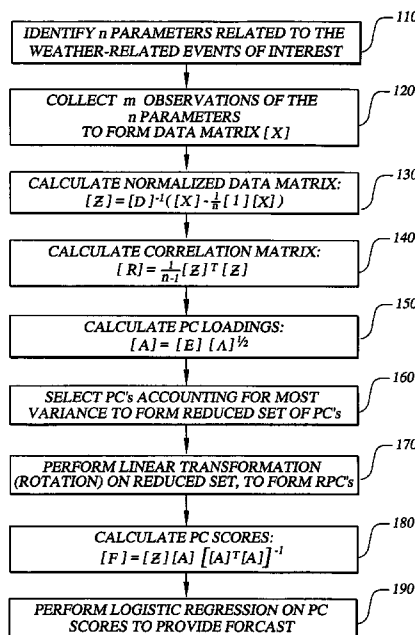 110
IDENTIFY n PARAMETERS RELATED TO THE
WEATHER-RELATED EVENTS OF INTEREST
120
COLLECT m OBSERVATIONS OF THE
n PARAMETERS
TO FORM DATA MATRIX [X]
130
CALCULATE NORMALIZED DATA MATRIX:
[Z]=[D]⁻¹([X]-1/n[1][X])
140
CALCULATE CORRELATION MATRIX:
[R]=1/n-1[Z]ᵀ[Z]
150
CALCULATE PC LOADINGS:
[A]=[E][Λ]^½
160
SELECT PC's ACCOUNTING FOR MOST
VARIANCE TO FORM REDUCED SET OF PC's
170
PERFORM LINEAR TRANSFORMATION
(ROTATION) ON REDUCED SET, TO FORM RPC's
180
CALCULATE PC SCORES:
[F]=[Z][A][[A]ᵀ[A]]⁻¹
190
PERFORM LOGISTIC REGRESSION ON PC
SCORES TO PROVIDE FORCAST